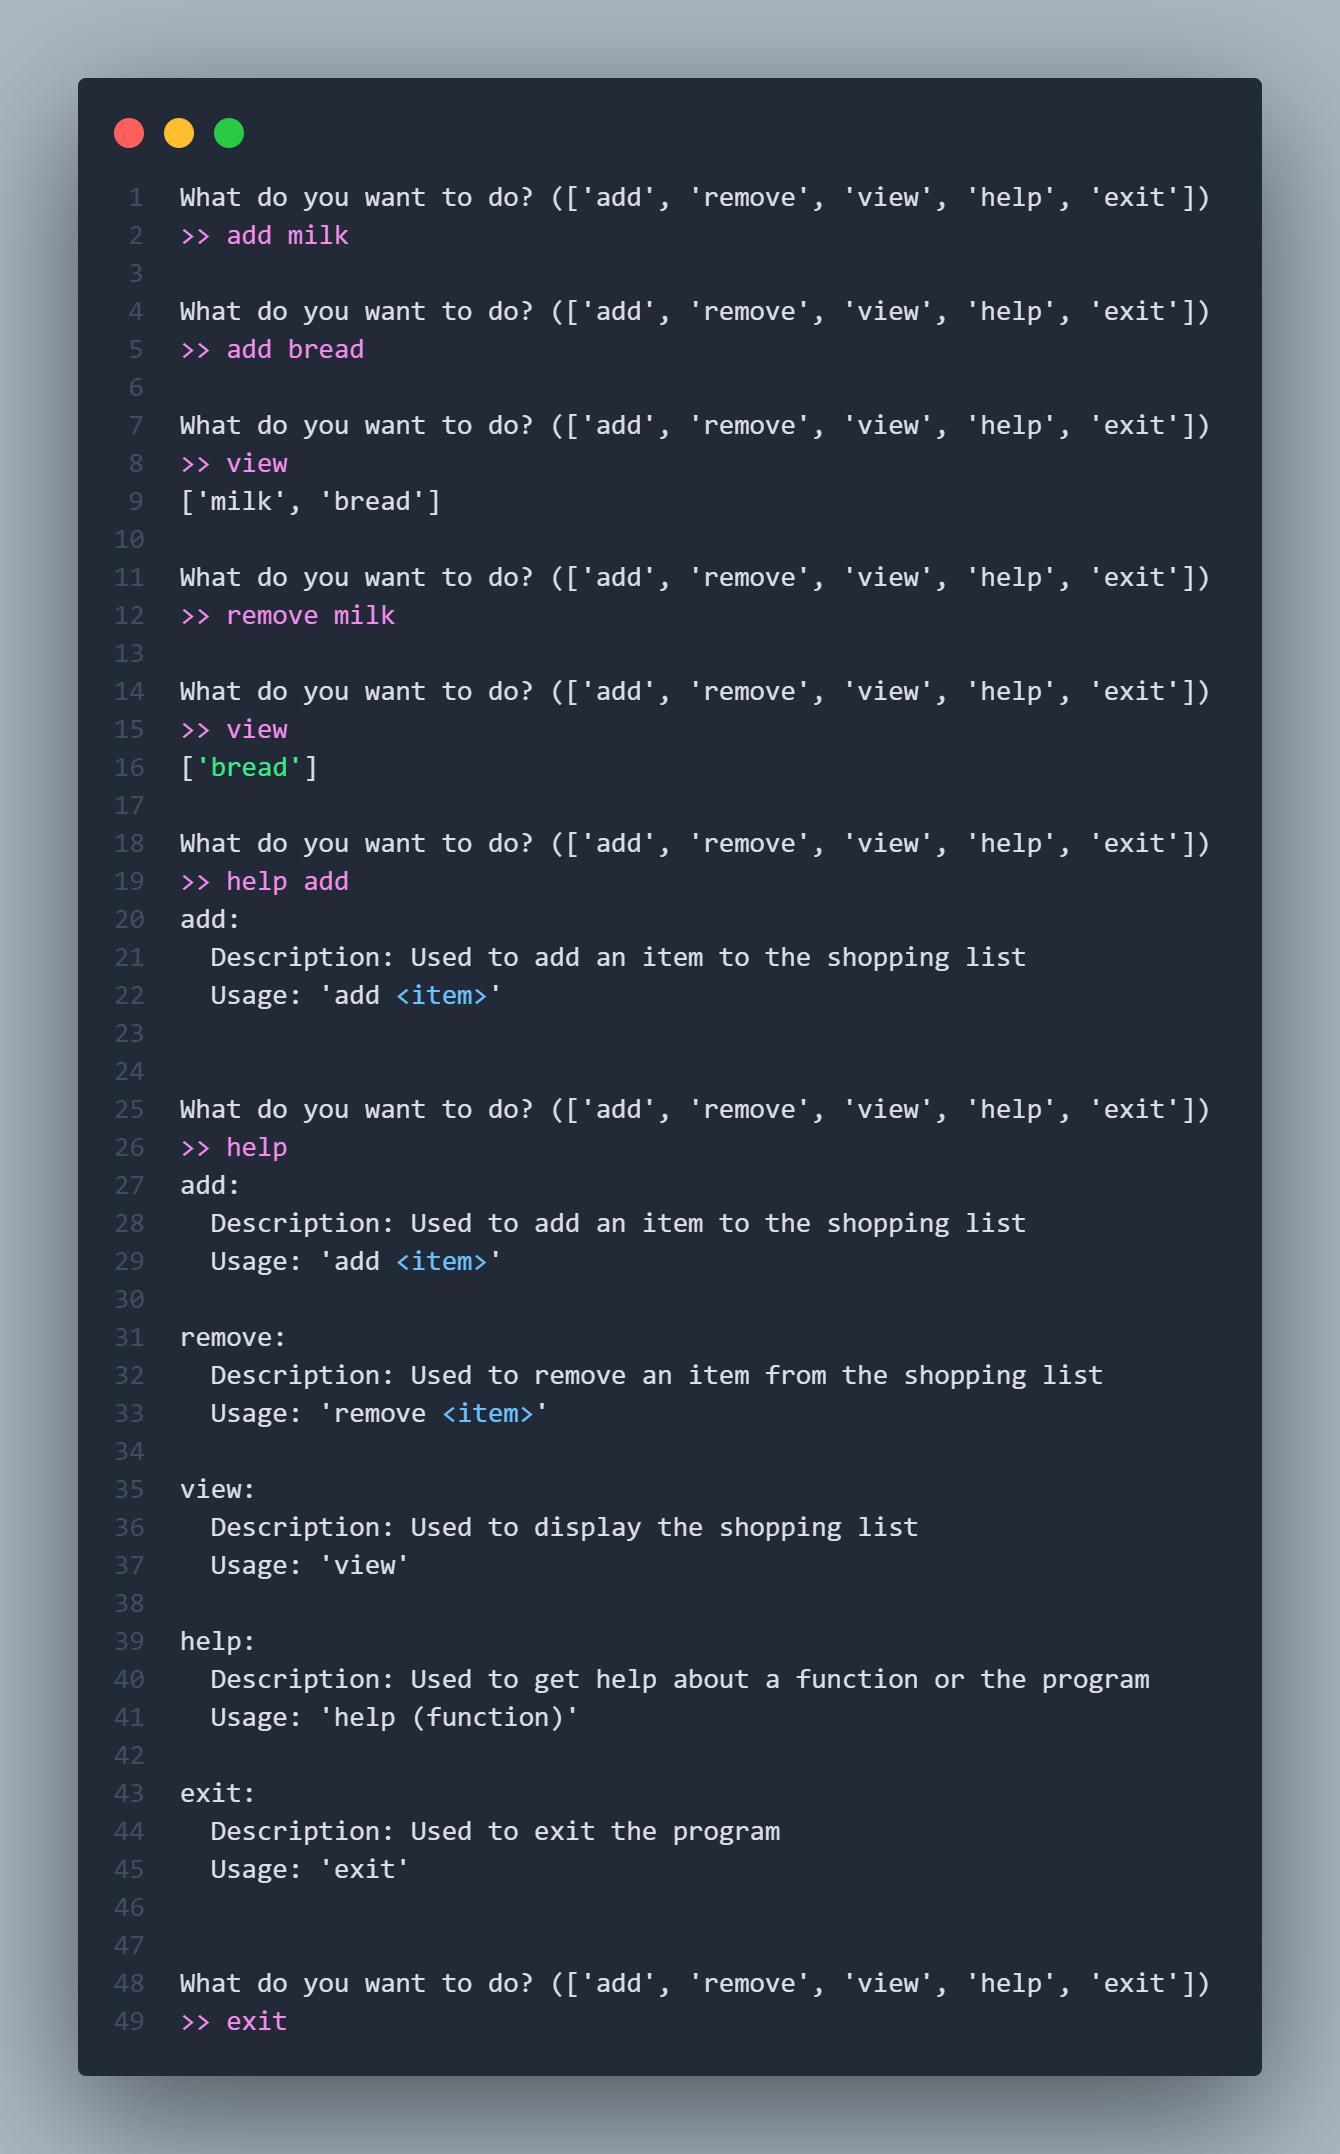 1 What do you want to do? (['add', 'remove', 'view', 'help', 'exit'])
2 >> add milk
3
4 What do you want to do? (['add', 'remove', 'view', 'help', 'exit'])
5 >> add bread
6
7 What do you want to do? (['add', 'remove', 'view', 'help', 'exit'])
8 >> view
9 ['milk', 'bread']
10
11 What do you want to do? (['add', 'remove', 'view', 'help', 'exit'])
12 >> remove milk
13
14 What do you want to do? (['add', 'remove', 'view', 'help', 'exit'])
15 >> view
16 ['bread']
17
18 What do you want to do? (['add', 'remove', 'view', 'help', 'exit'])
19 >> help add
20 add:
21   Description: Used to add an item to the shopping list
22   Usage: 'add <item>'
23
24
25 What do you want to do? (['add', 'remove', 'view', 'help', 'exit'])
26 >> help
27 add:
28   Description: Used to add an item to the shopping list
29   Usage: 'add <item>'
30
31 remove:
32   Description: Used to remove an item from the shopping list
33   Usage: 'remove <item>'
34
35 view:
36   Description: Used to display the shopping list
37   Usage: 'view'
38
39 help:
40   Description: Used to get help about a function or the program
41   Usage: 'help (function)'
42
43 exit:
44   Description: Used to exit the program
45   Usage: 'exit'
46
47
48 What do you want to do? (['add', 'remove', 'view', 'help', 'exit'])
49 >> exit